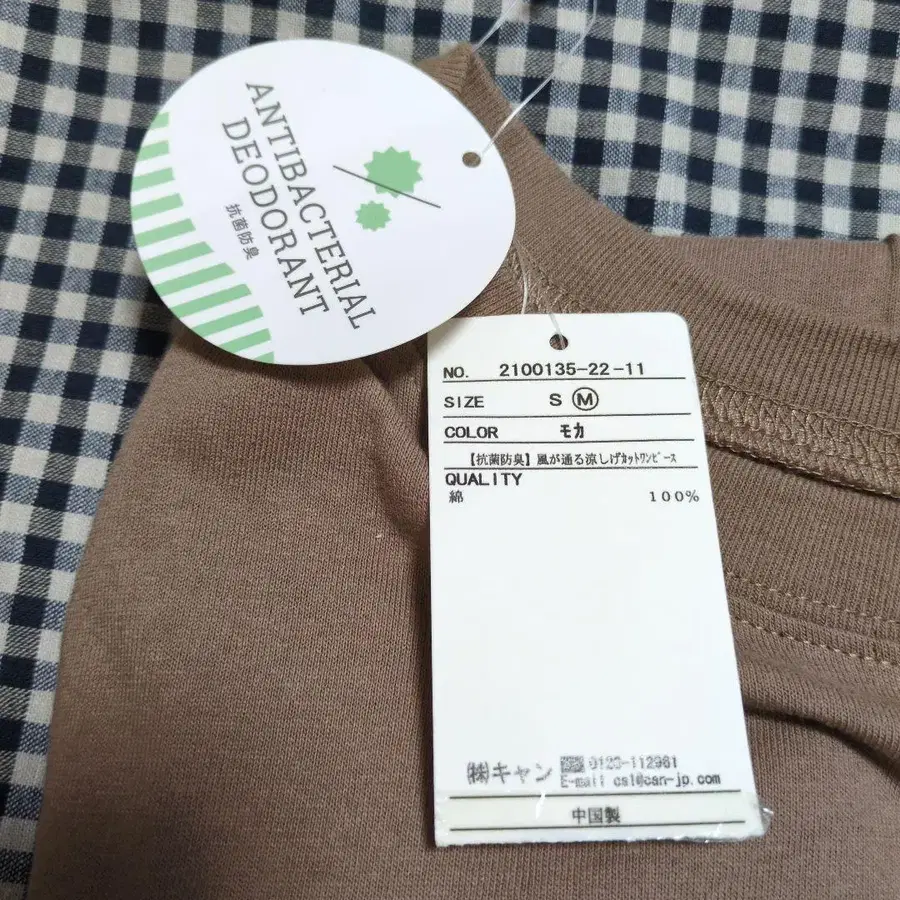 ANTIBACTERIAL
DEODORANT
抗菌防臭
NO. 2100135-22-11
SIZE S Ⓜ
COLOR モカ
【抗菌防臭】風が通る涼しげカットワンピース
QUALITY
綿 100%
㈱キャン 0120-112961
E-mail cs1@can-jp.com
中国製